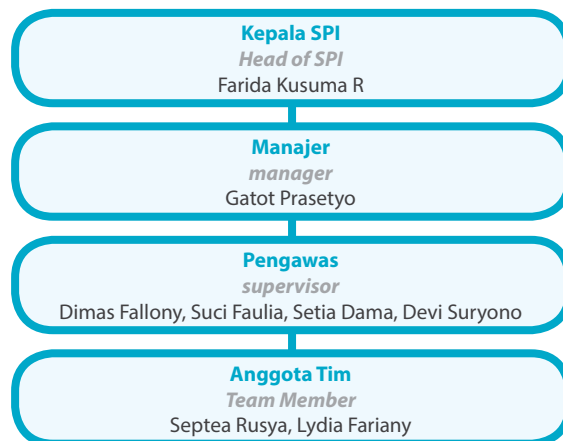 Kepala SPI
Head of SPI
Farida Kusuma R
Manajer
manager
Gatot Prasetyo
Pengawas
supervisor
Dimas Fallony, Suci Faulia, Setia Dama, Devi Suryono
Anggota Tim
Team Member
Septea Rusya, Lydia Fariany